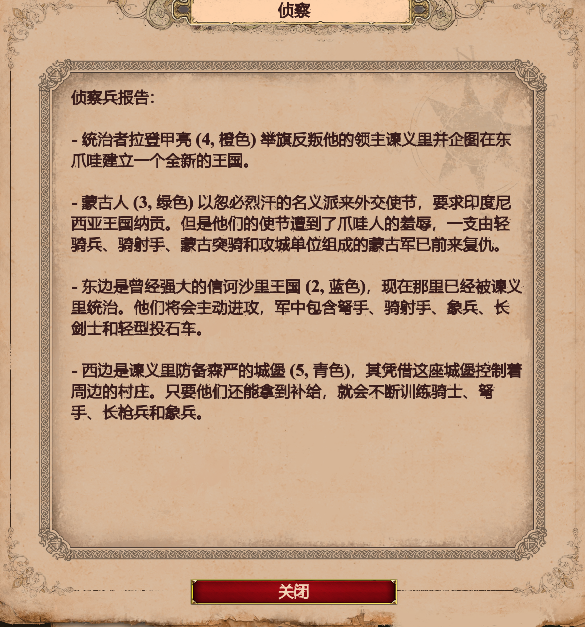 侦察
侦察兵报告：
- 统治者拉登甲亮 (4, 橙色) 举旗反叛他的领主谏义里并企图在东
爪哇建立一个全新的王国。
- 蒙古人 (3, 绿色) 以忽必烈汗的名义派来外交使节，要求印度尼
西亚王国纳贡。但是他们的使节遭到了爪哇人的羞辱，一支由轻
骑兵、骑射手、蒙古突骑和攻城单位组成的蒙古军已前来复仇。
- 东边是曾经强大的信诃沙里王国 (2, 蓝色)，现在那里已经被谏义
里统治。他们将会主动进攻，军中包含弩手、骑射手、象兵、长
剑士和轻型投石车。
- 西边是谏义里防备森严的城堡 (5, 青色)，其凭借这座城堡控制着
周边的村庄。只要他们还能拿到补给，就会不断训练骑士、弩
手、长枪兵和象兵。
关闭